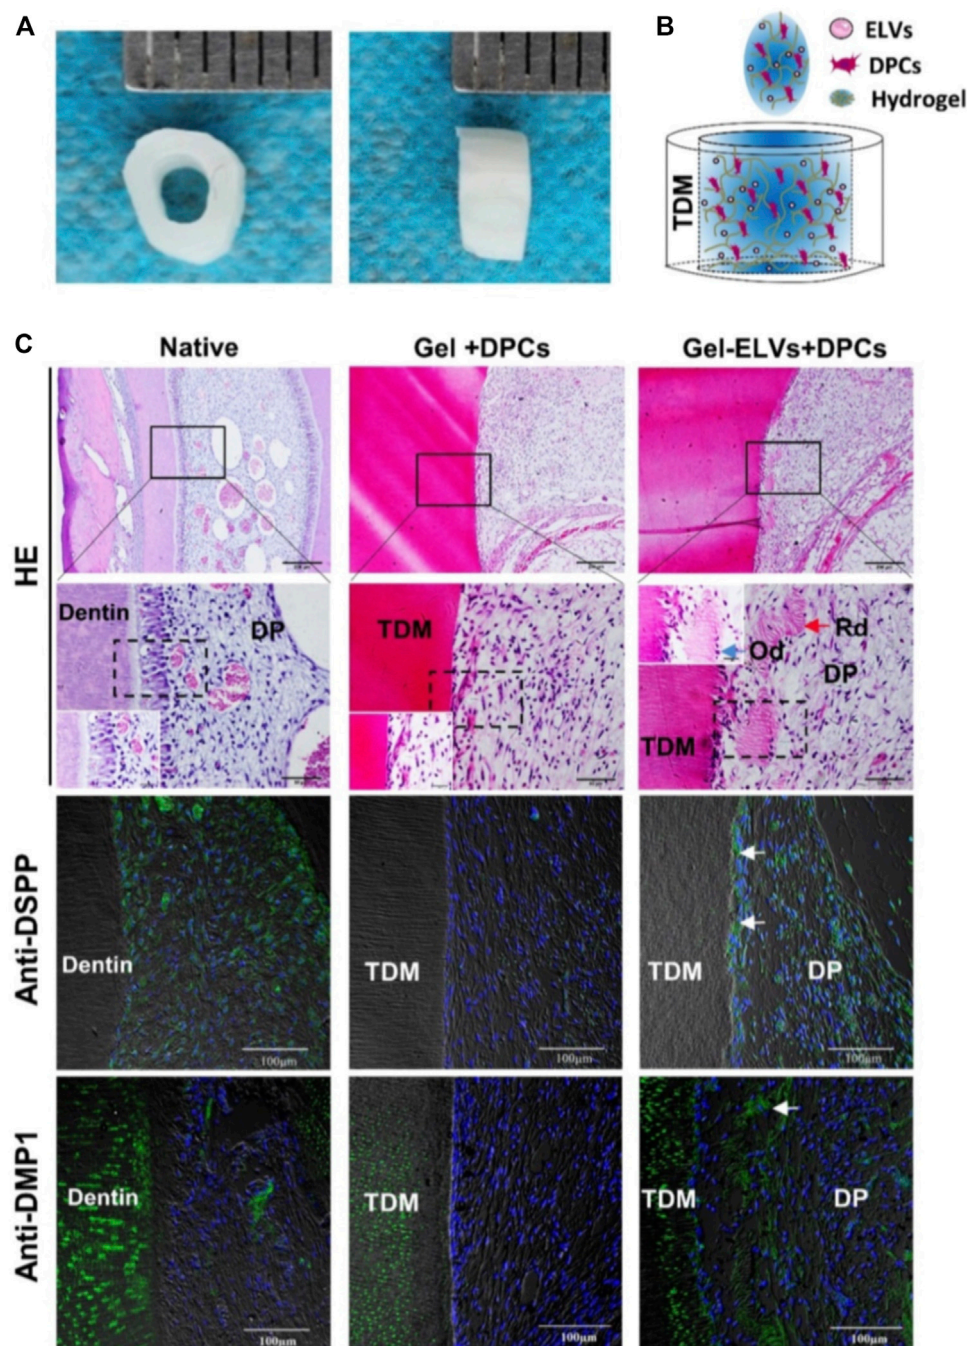 A
B
ELVs
DPCs
Hydrogel
TDM
C
Native
Gel +DPCs
Gel-ELVs+DPCs
HE
Dentin
DP
TDM
Rd
Od
DP
TDM
Anti-DSPP
Dentin
100μm
TDM
100μm
TDM
DP
100μm
Anti-DMP1
Dentin
100μm
TDM
100μm
TDM
DP
100μm